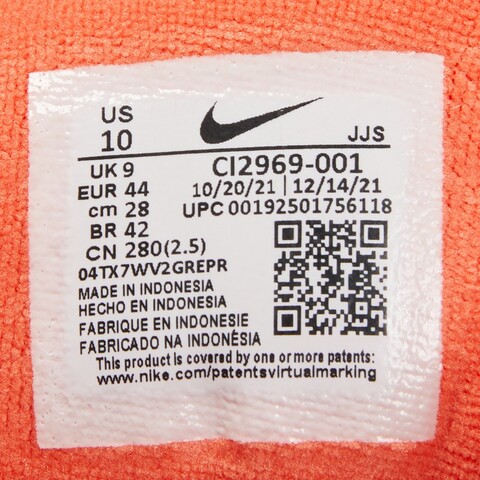 US
10
JJS
UK 9
CI2969-001
EUR 44
10/20/21 | 12/14/21
cm 28
UPC 00192501756118
BR 42
CN 280(2.5)
04TX7WV2GREPR
MADE IN INDONESIA
HECHO EN INDONESIA
FABRIQUE EN INDONESIE
FABRICADO NA INDONÉSIA
This product is covered by one or more patents:
www.nike.com/patentsvirtualmarking